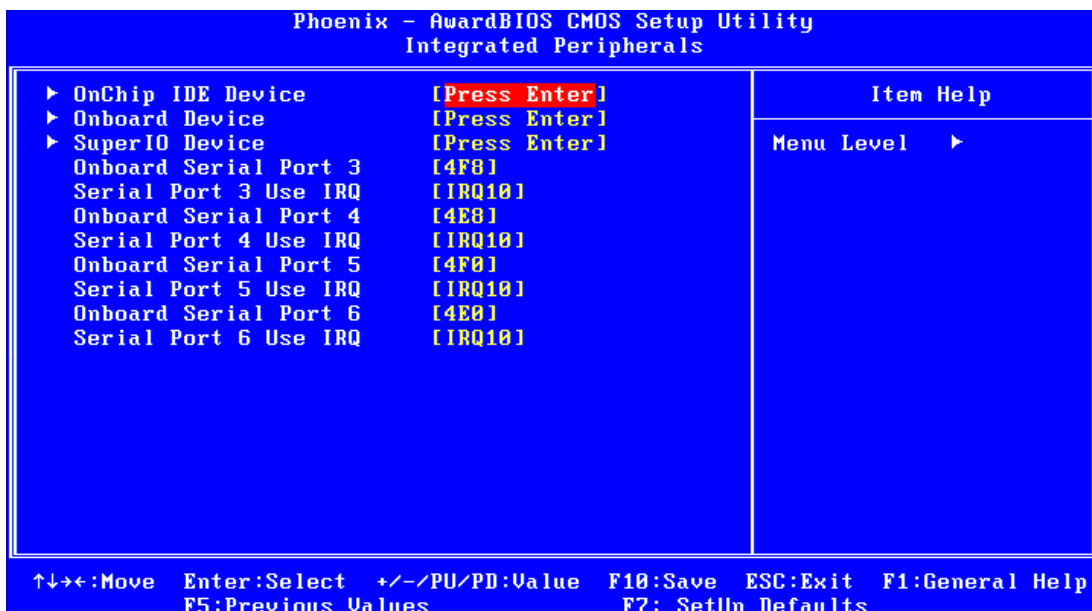 Phoenix - AwardBIOS CMOS Setup Utility
Integrated Peripherals
► OnChip IDE Device [Press Enter]
► Onboard Device [Press Enter]
► SuperIO Device [Press Enter]
Onboard Serial Port 3 [4F8]
Serial Port 3 Use IRQ [IRQ10]
Onboard Serial Port 4 [4E8]
Serial Port 4 Use IRQ [IRQ10]
Onboard Serial Port 5 [4F0]
Serial Port 5 Use IRQ [IRQ10]
Onboard Serial Port 6 [4E0]
Serial Port 6 Use IRQ [IRQ10]
Item Help
Menu Level ►
↑↓→←:Move Enter:Select +/-/PU/PD:Value F10:Save ESC:Exit F1:General Help
F5:Previous Values F7: SetUp Defaults